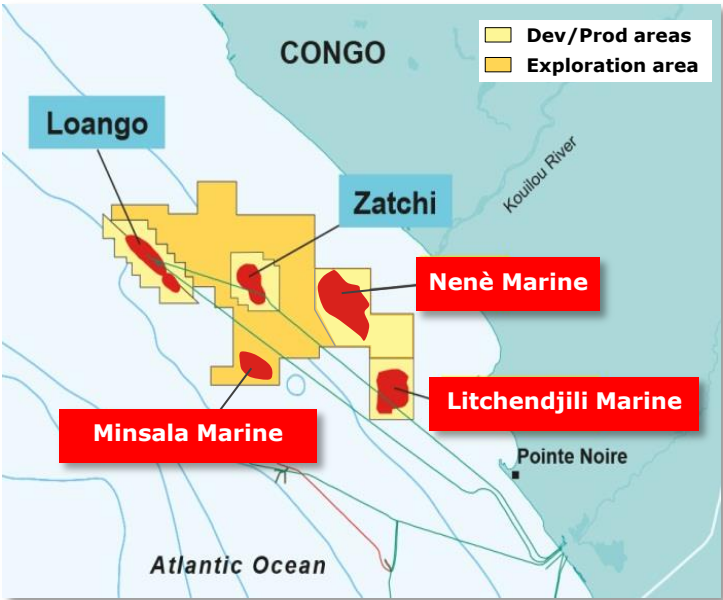 CONGO
Dev/Prod areas
Exploration area
Loango
Kouilou River
Zatchi
Nenè Marine
Litchendjili Marine
Minsala Marine
Pointe Noire
Atlantic Ocean